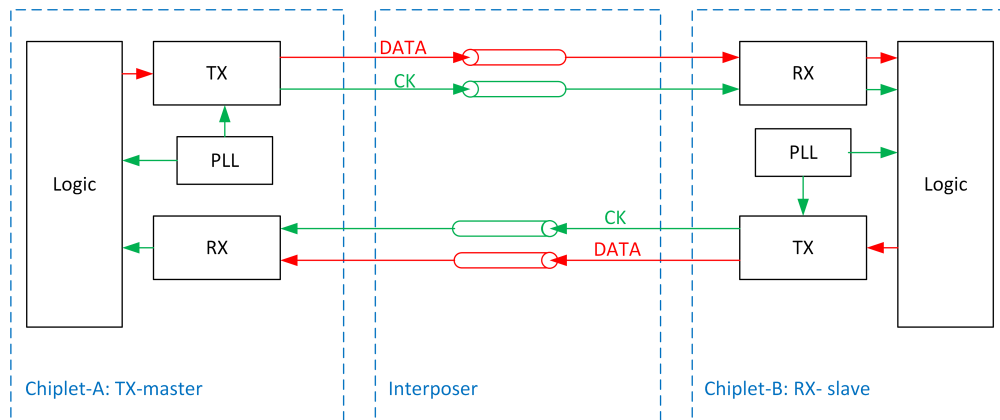 DATA
TX
CK
RX
PLL
PLL
Logic
Logic
RX
CK
TX
DATA
Chiplet-A: TX-master
Interposer
Chiplet-B: RX- slave